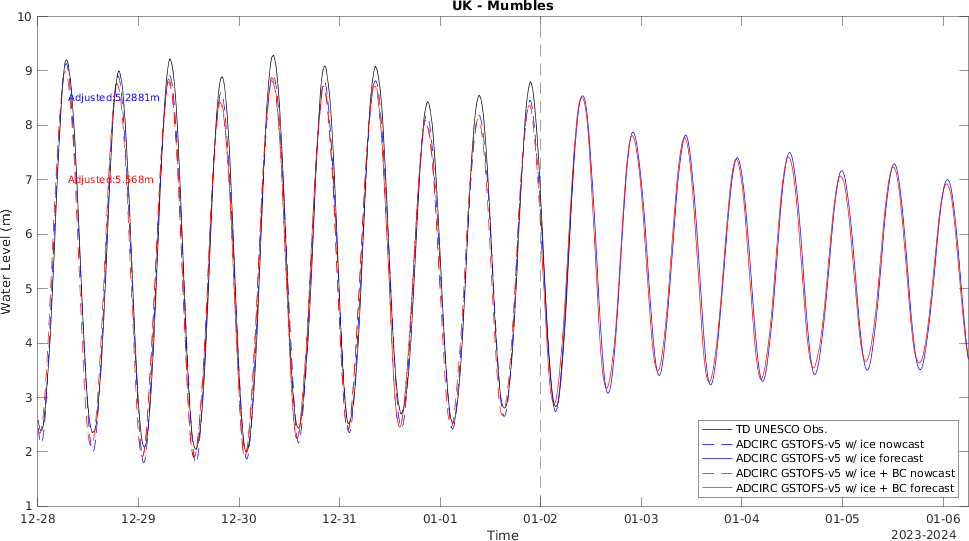 UK - Mumbles
10
9
8
7
6
5
4
3
2
1
Water Level (m)
Adjusted:5.2881m
Adjusted:5.568m
TD UNESCO Obs.
ADCIRC GSTOFS-v5 w/ ice nowcast
ADCIRC GSTOFS-v5 w/ ice forecast
ADCIRC GSTOFS-v5 w/ ice + BC nowcast
ADCIRC GSTOFS-v5 w/ ice + BC forecast
12-28 12-29 12-30 12-31 01-01 01-02 01-03 01-04 01-05 01-06
Time
2023-2024